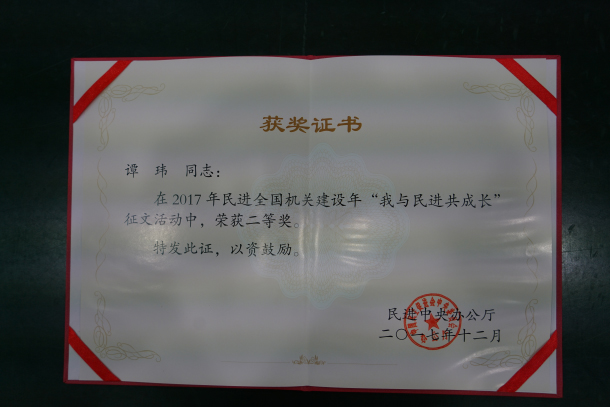 获奖证书
谭 玮 同志：
在2017年民进全国机关建设年“我与民进共成长”
征文活动中，荣获二等奖。
特发此证，以资鼓励。
民进中央办公厅
二〇一七年十二月